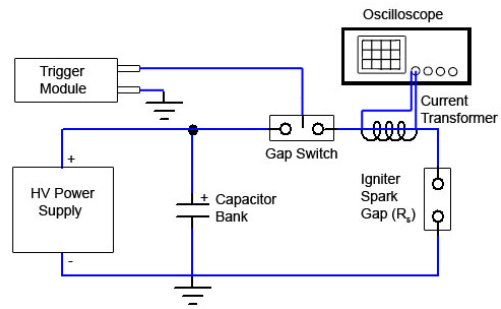 Oscilloscope
Trigger
Module
Current
Transformer
Gap Switch
+
HV Power
Supply
-
+ Capacitor
Bank
Igniter
Spark
Gap (Rs)